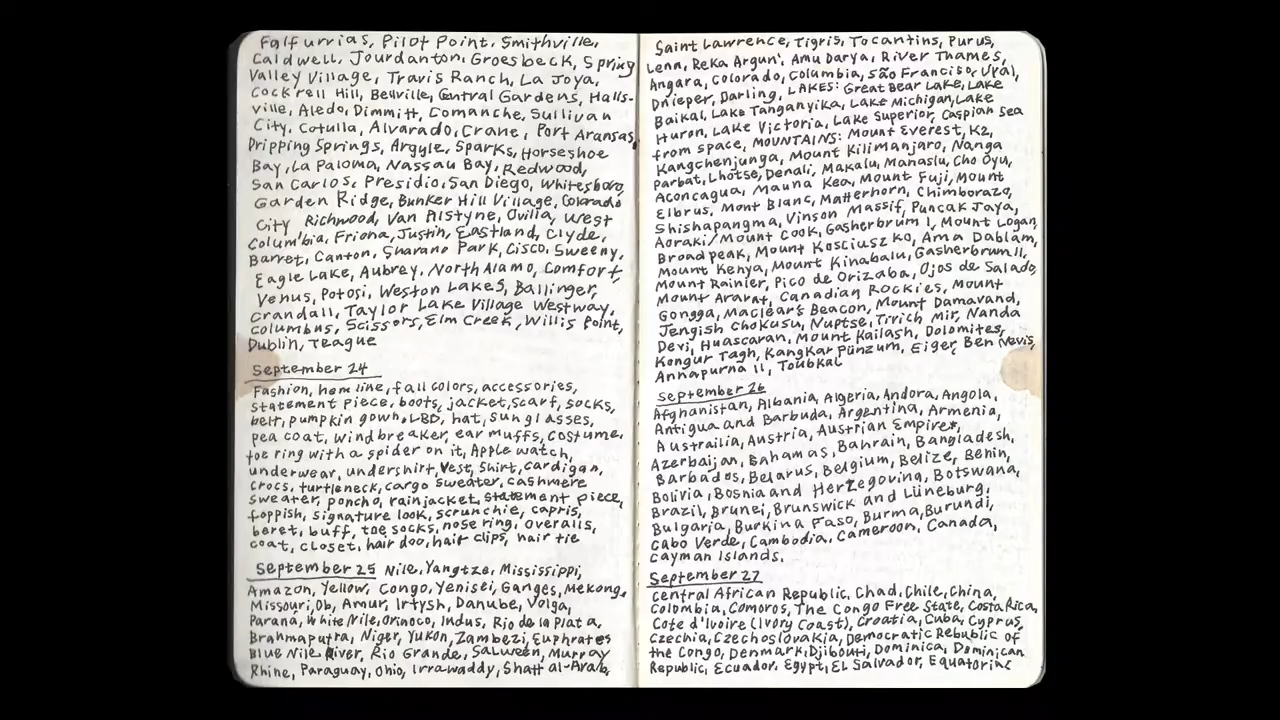 Falfurrias, Pilot Point, Smithville,
Caldwell, Jourdanton, Groesbeck, Spring
Valley Village, Travis Ranch, La Joya,
Cockrell Hill, Bellville, Central Gardens, Halls-
ville, Aledo, Dimmitt, Comanche, Sullivan
City, Cotulla, Alvarado, Crane, Port Aransas,
Dripping Springs, Argyle, Sparks, Horseshoe
Bay, La Paloma, Nassau Bay, Redwood,
San Carlos, Presidio, San Diego, Whitesboro,
Garden Ridge, Bunker Hill Village, Colorado
City Richwood, Van Alstyne, Ovilla, West
Columbia, Friona, Justin, Eastland, Clyde,
Barret, Canton, Sharano Park, Cisco, Sweeny,
Eagle Lake, Aubrey, North Alamo, Comfort,
Venus, Potosi, Weston Lakes, Ballinger,
Crandall, Taylor Lake Village Westway,
Columbus, Scissors, Elm Creek, Willis Point,
Dublin, Teague
September 24
Fashion, hemline, fall colors, accessories,
statement piece, boots, jacket, scarf, socks,
belt, pumpkin gown, LBD, hat, sunglasses,
pea coat, windbreaker, ear muffs, costume,
toe ring with a spider on it, Apple watch,
underwear, undershirt, vest, shirt, cardigan,
crocs, turtleneck, cargo sweater, cashmere
sweater, poncho, rain jacket, statement piece,
foppish, signature look, scrunchie, capris,
beret, buff, toe socks, nose ring, overalls,
coat, closet, hair doo, hair clips, hair tie
September 25 Nile, Yangtze, Mississippi,
Amazon, Yellow, Congo, Yenisei, Ganges, Mekong,
Missouri, Ob, Amur, Irtysh, Danube, Volga,
Parana, White Nile, Orinoco, Indus, Rio de la Plata,
Brahmaputra, Niger, Yukon, Zambezi, Euphrates
Blue Nile River, Rio Grande, Salween, Murray
Rhine, Paraguay, Ohio, Irrawaddy, Shatt al-Arab,
Saint Lawrence, Tigris, Tocantins, Purus,
Lenn, Reka Argun', Amu Darya, River Thames,
Angara, Colorado, Columbia, São Francisco, Ural,
Dnieper, Darling, LAKES: Great Bear Lake, Lake
Baikal, Lake Tanganyika, Lake Michigan, Lake
Huron, Lake Victoria, Lake Superior, Caspian Sea
from space, MOUNTAINS: Mount Everest, K2,
Kangchenjunga, Mount Kilimanjaro, Nanga
Parbat, Lhotse, Denali, Makalu, Manaslu, Cho Oyu,
Aconcagua, Mauna Kea, Mount Fuji, Mount
Elbrus, Mont Blanc, Matterhorn, Chimborazo,
Shishapangma, Vinson Massif, Puncak Jaya,
Aoraki/Mount Cook, Gasherbrum I, Mount Logan,
Broad peak, Mount Kosciuszko, Ama Dablam,
Mount Kenya, Mount Kinabalu, Gasherbrum II,
Mount Rainier, Pico de Orizaba, Ojos de Salado,
Mount Ararat, Canadian Rockies, Mount
Gongga, Maclear's Beacon, Mount Damavand,
Jengish Chokusu, Nuptse, Tirich Mir, Nanda
Devi, Huascaran, Mount Kailash, Dolomites,
Kongur Tagh, Kangkar Punzum, Eiger, Ben Nevis,
Annapurna II, Toubkal
September 26
Afghanistan, Albania, Algeria, Andora, Angola,
Antigua and Barbuda, Argentina, Armenia,
Austrailia, Austria, Austrian Empire*,
Azerbaijan, Bahamas, Bahrain, Bangladesh,
Barbados, Belarus, Belgium, Belize, Benin,
Bolivia, Bosnia and Herzegoving, Botswana,
Brazil, Brunei, Brunswick and Lüneburg,
Bulgaria, Burkina Faso, Burma, Burundi,
Cabo Verde, Cambodia, Cameroon, Canada,
Cayman Islands.
September 27
Central African Republic, Chad, Chile, China,
Colombia, Comoros, The Congo Free State, Costa Rica,
Cote d'Ivoire (Ivory Coast), Croatia, Cuba, Cyprus,
Czechia, Czechoslovakia, Democratic Republic of
the Congo, Denmark, Djibouti, Dominica, Dominican
Republic, Ecuador, Egypt, El Salvador, Equatorial